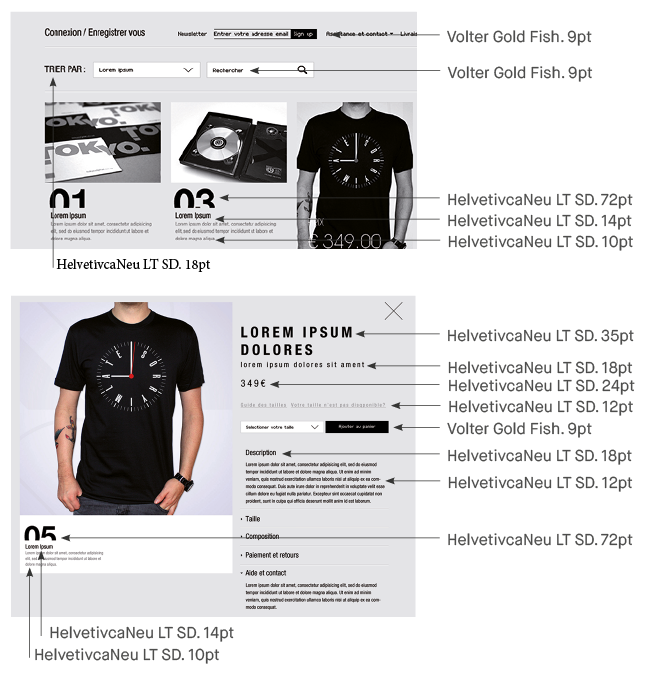 Connexion / Enregistrer vous
Newsletter Entrer votre adresse email Sign up Assistance et contact Livrais
Volter Gold Fish. 9pt
TRIER PAR : Lorem ipsum Rechercher
Volter Gold Fish. 9pt
TOKYO.
01 03
HelvetivcaNeu LT SD. 72pt
Lorem Ipsum Lorem Ipsum
HelvetivcaNeu LT SD. 14pt
Lorem ipsum dolor sit amet, consectetur adipisicing Lorem ipsum dolor sit amet, consectetur adipisicing
elit, sed do eiusmod tempor incididunt ut labore et elit, sed do eiusmod tempor incididunt ut labore et
dolore magna aliqua. dolore magna aliqua.
€ 349.00
HelvetivcaNeu LT SD. 10pt
HelvetivcaNeu LT SD. 18pt
LOREM IPSUM
DOLORES
HelvetivcaNeu LT SD. 35pt
lorem ipsum dolores sit ament
HelvetivcaNeu LT SD. 18pt
349€
HelvetivcaNeu LT SD. 24pt
Guide des tailles Votre taille n'est pas disponible?
HelvetivcaNeu LT SD. 12pt
Selectioner votre taille Ajouter au panier
Volter Gold Fish. 9pt
Description
HelvetivcaNeu LT SD. 18pt
Lorem ipsum dolor sit amet, consectetur adipisicing elit, sed do eiusmod
tempor incididunt ut labore et dolore magna aliqua. Ut enim ad minim
veniam, quis nostrud exercitation ullamco laboris nisi ut aliquip ex ea com-
modo consequat. Duis aute irure dolor in reprehenderit in voluptate velit esse
cillum dolore eu fugiat nulla pariatur. Excepteur sint occaecat cupidatat non
proident, sunt in culpa qui officia deserunt mollit anim id est laborum.
HelvetivcaNeu LT SD. 12pt
Taille
05
Composition
HelvetivcaNeu LT SD. 72pt
Lorem Ipsum
Lorem ipsum dolor sit amet, consectetur adipisicing
elit, sed do eiusmod tempor incididunt ut labore et
dolore magna aliqua.
Paiement et retours
Aide et contact
Lorem ipsum dolor sit amet, consectetur adipisicing elit, sed do eiusmod
tempor incididunt ut labore et dolore magna aliqua. Ut enim ad minim
veniam, quis nostrud exercitation ullamco laboris nisi ut aliquip ex ea com-
modo consequat.
HelvetivcaNeu LT SD. 14pt
HelvetivcaNeu LT SD. 10pt